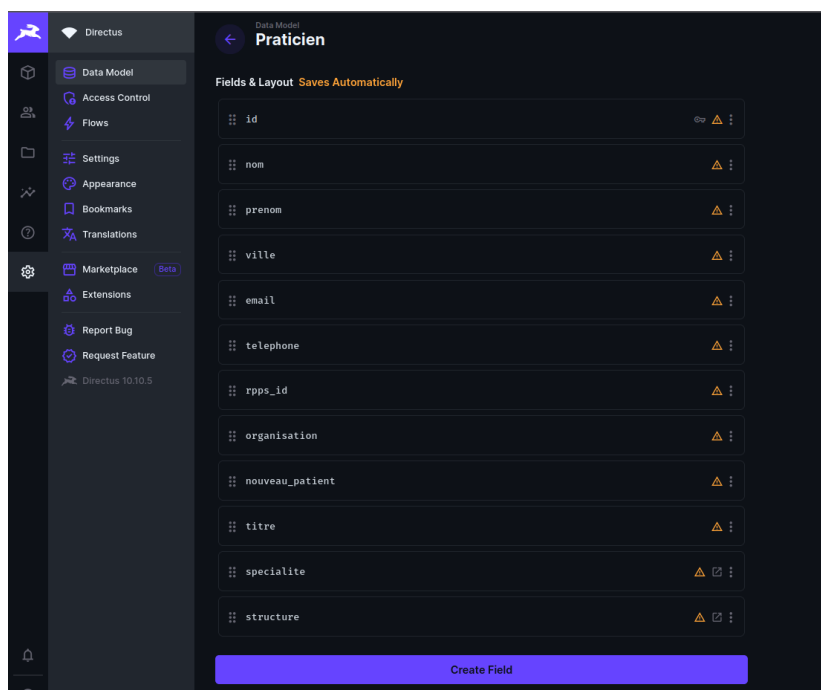 Directus
Data Model
Access Control
Flows
Settings
Appearance
Bookmarks
Translations
Marketplace Beta
Extensions
Report Bug
Request Feature
Directus 10.10.5
Data Model
Praticien
Fields & Layout Saves Automatically
id
nom
prenom
ville
email
telephone
rpps_id
organisation
nouveau_patient
titre
specialite
structure
Create Field